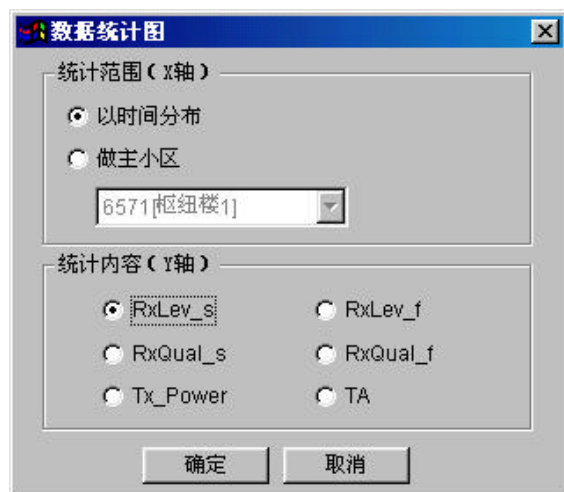 数据统计图
统计范围(X轴)
以时间分布
做主小区
6571[枢纽楼1]
统计内容(Y轴)
RxLev_s RxLev_f
RxQual_s RxQual_f
Tx_Power TA
确定 取消